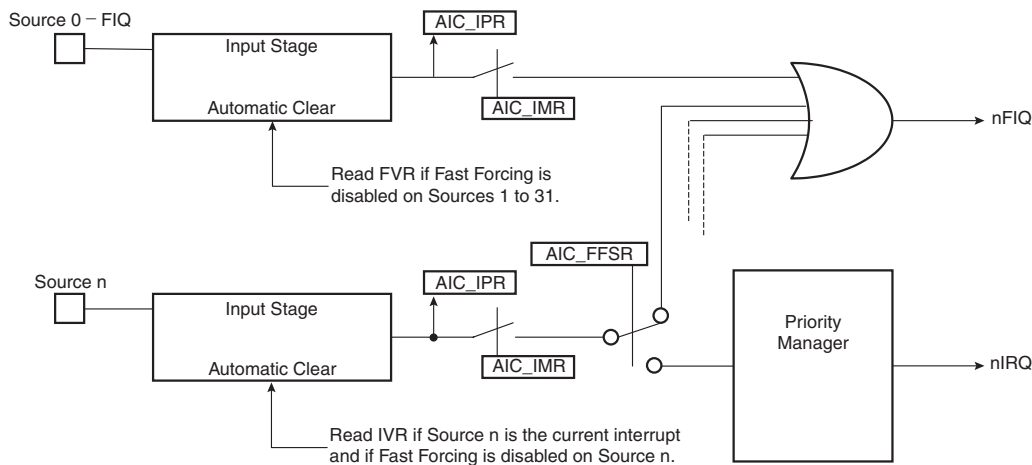 Source 0 – FIQ
AIC_IPR
Input Stage
Automatic Clear
AIC_IMR
nFIQ
Read FVR if Fast Forcing is
disabled on Sources 1 to 31.
AIC_FFSR
Source n
AIC_IPR
Input Stage
Priority
Manager
Automatic Clear
AIC_IMR
nIRQ
Read IVR if Source n is the current interrupt
and if Fast Forcing is disabled on Source n.